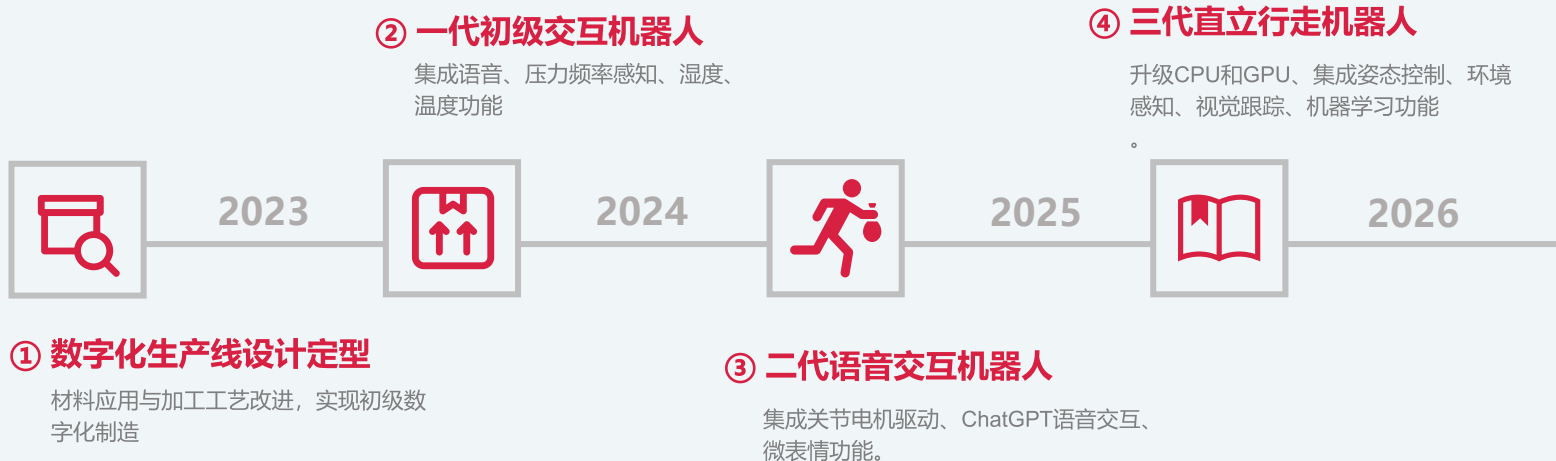 ② 一代初级交互机器人
集成语音、压力频率感知、湿度、
温度功能
④ 三代直立行走机器人
升级CPU和GPU、集成姿态控制、环境
感知、视觉跟踪、机器学习功能
。
2023
2024
2025
2026
① 数字化生产线设计定型
材料应用与加工工艺改进，实现初级数
字化制造
③ 二代语音交互机器人
集成关节电机驱动、ChatGPT语音交互、
微表情功能。